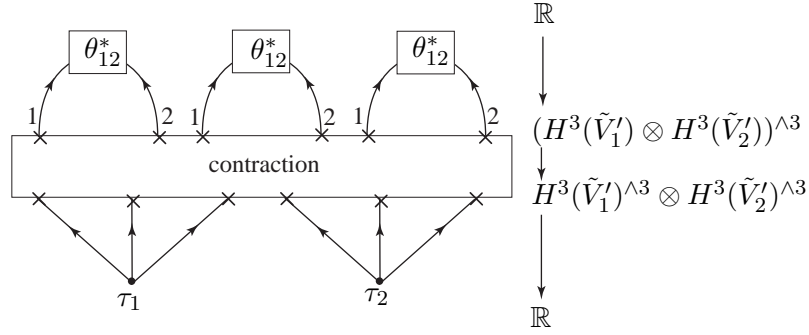 θ*₁₂ θ*₁₂ θ*₁₂ ℝ
1 2 1 2 1 2
(H³(Ṽ′₁) ⊗ H³(Ṽ′₂))^∧3
contraction
H³(Ṽ′₁)^∧3 ⊗ H³(Ṽ′₂)^∧3
τ₁ τ₂
ℝ